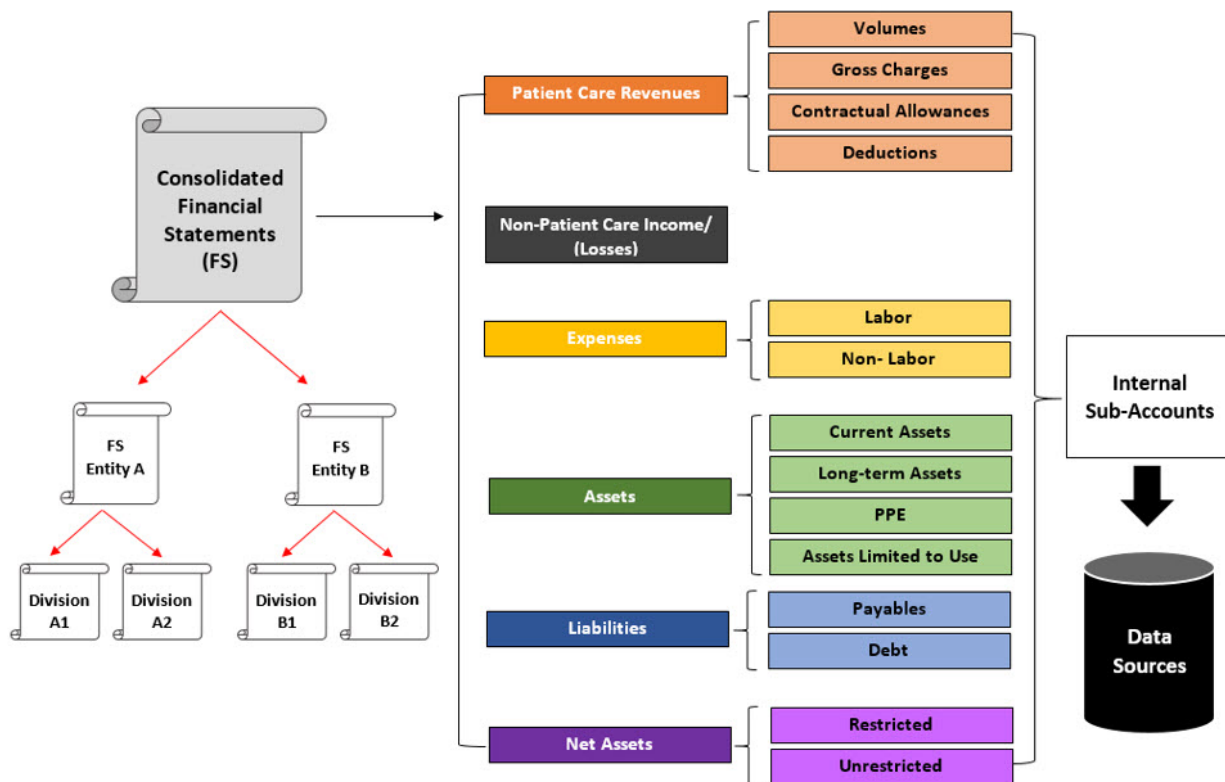 Consolidated
Financial
Statements
(FS)
FS
Entity A
FS
Entity B
Division
A1
Division
A2
Division
B1
Division
B2
Patient Care Revenues
Volumes
Gross Charges
Contractual Allowances
Deductions
Non-Patient Care Income/
(Losses)
Expenses
Labor
Non- Labor
Assets
Current Assets
Long-term Assets
PPE
Assets Limited to Use
Liabilities
Payables
Debt
Net Assets
Restricted
Unrestricted
Internal
Sub-Accounts
Data
Sources